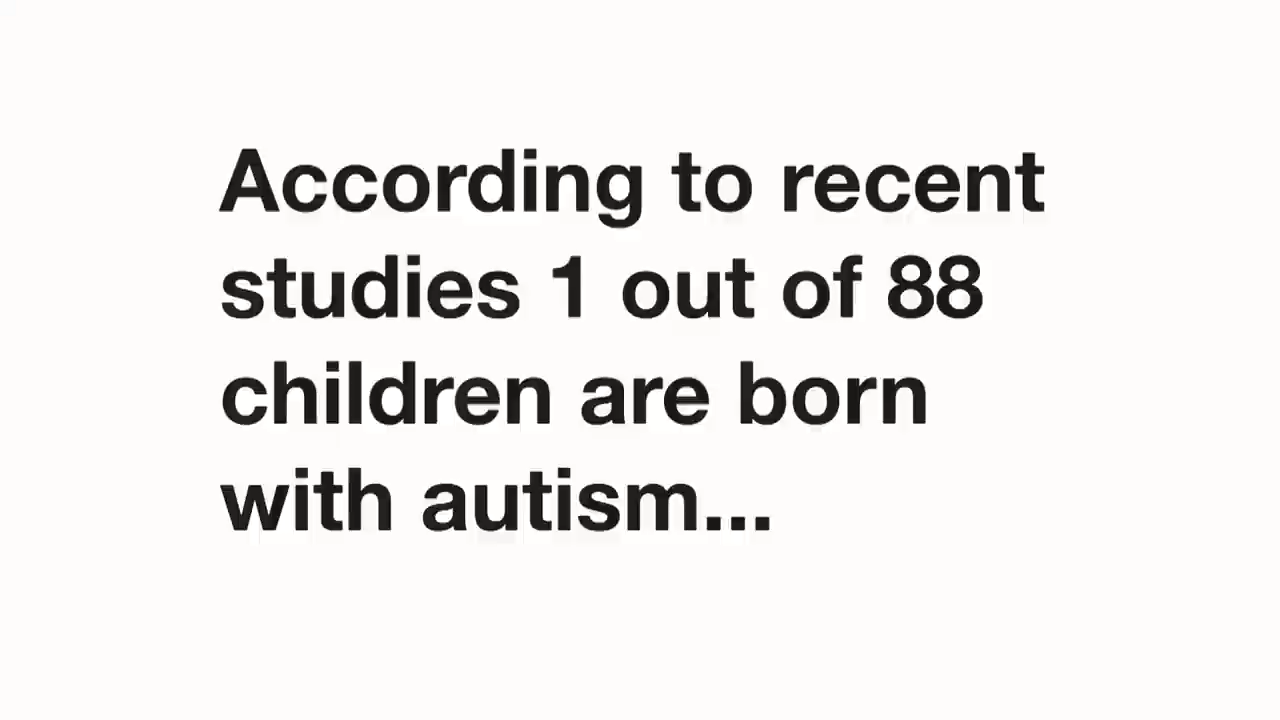 According to recent
studies 1 out of 88
children are born
with autism...